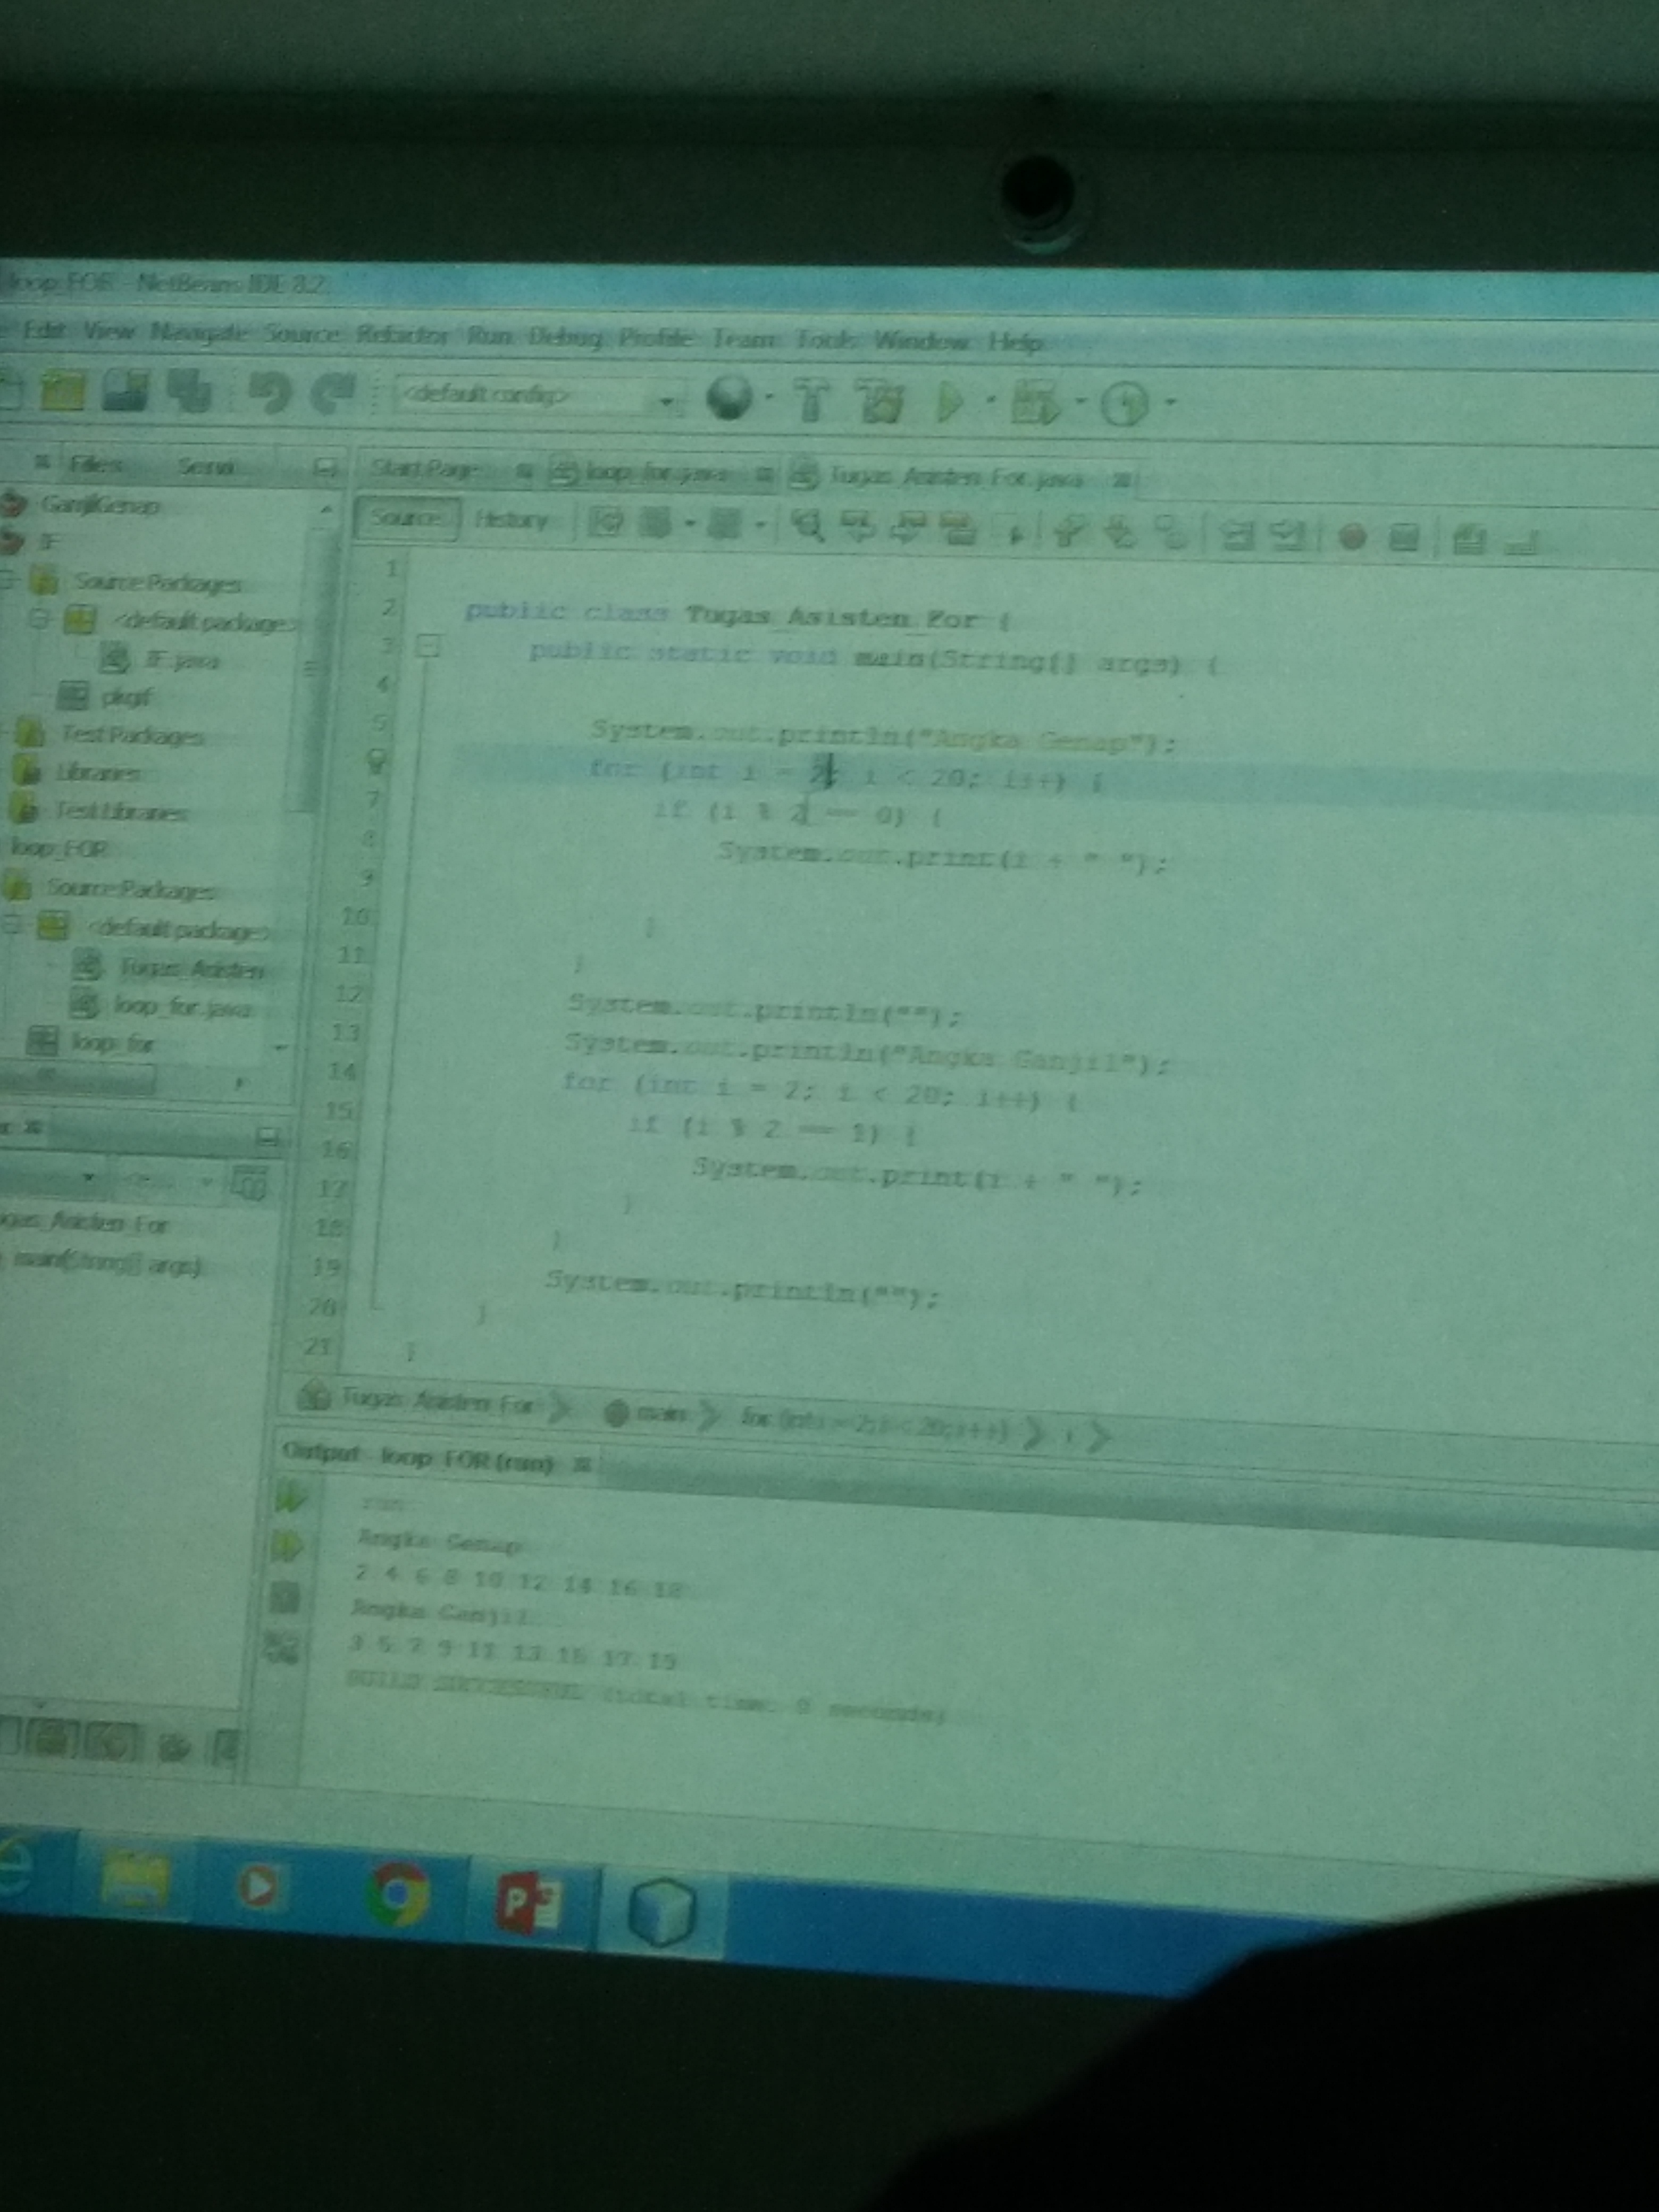 loop_FOR - NetBeans IDE 8.2
Edit View Navigate Source Refactor Run Debug Profile Team Tools Window Help
<default config>
Files Servi
Start Page loop_for.java Tugas_Asisten_For.java
Source History
GanjilGenap
IF
Source Packages
<default package>
IF.java
pkgif
Test Packages
Libraries
Test Libraries
loop_FOR
Source Packages
<default package>
Tugas_Asisten
loop_for.java
loop_for
1
2 public class Tugas_Asisten_For {
3 public static void main(String[] args) {
4
5 System.out.println("Angka Genap");
for (int i = 2; i < 20; i++) {
7 if (i % 2 == 0) {
8 System.out.print(i + " ");
9
10 }
11 }
12 System.out.println("");
13 System.out.println("Angka Ganjil");
14 for (int i = 2; i < 20; i++) {
15 if (i % 2 == 1) {
16 System.out.print(i + " ");
17 }
18 }
19 System.out.println("");
20 }
21 }
gas_Asisten_For
main(String[] args)
Tugas_Asisten_For main for (int i = 2; i < 20; i++) i
Output - loop_FOR (run)
run:
Angka Genap
2 4 6 8 10 12 14 16 18
Angka Ganjil
3 5 7 9 11 13 15 17 19
BUILD SUCCESSFUL (total time: 0 seconds)